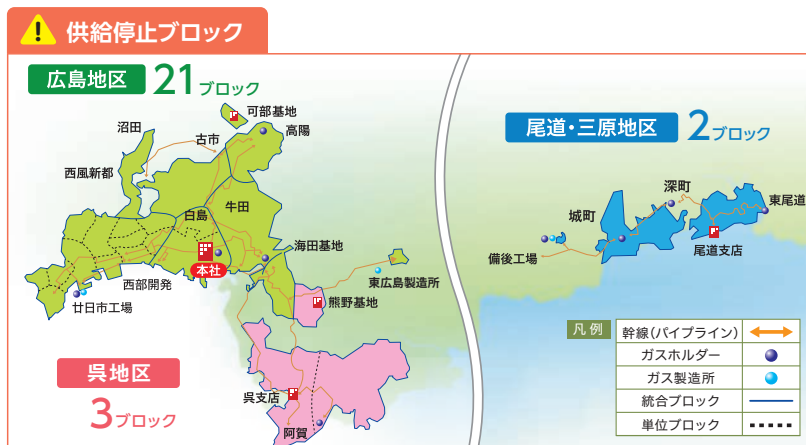 供給停止ブロック
広島地区 21ブロック
可部基地
高陽
沼田
古市
西風新都
白島
牛田
海田基地
本社
西部開発
廿日市工場
東広島製造所
熊野基地
呉地区
3ブロック
呉支店
阿賀
尾道・三原地区 2ブロック
深町
東尾道
城町
備後工場
尾道支店
凡例
幹線(パイプライン)
ガスホルダー
ガス製造所
統合ブロック
単位ブロック